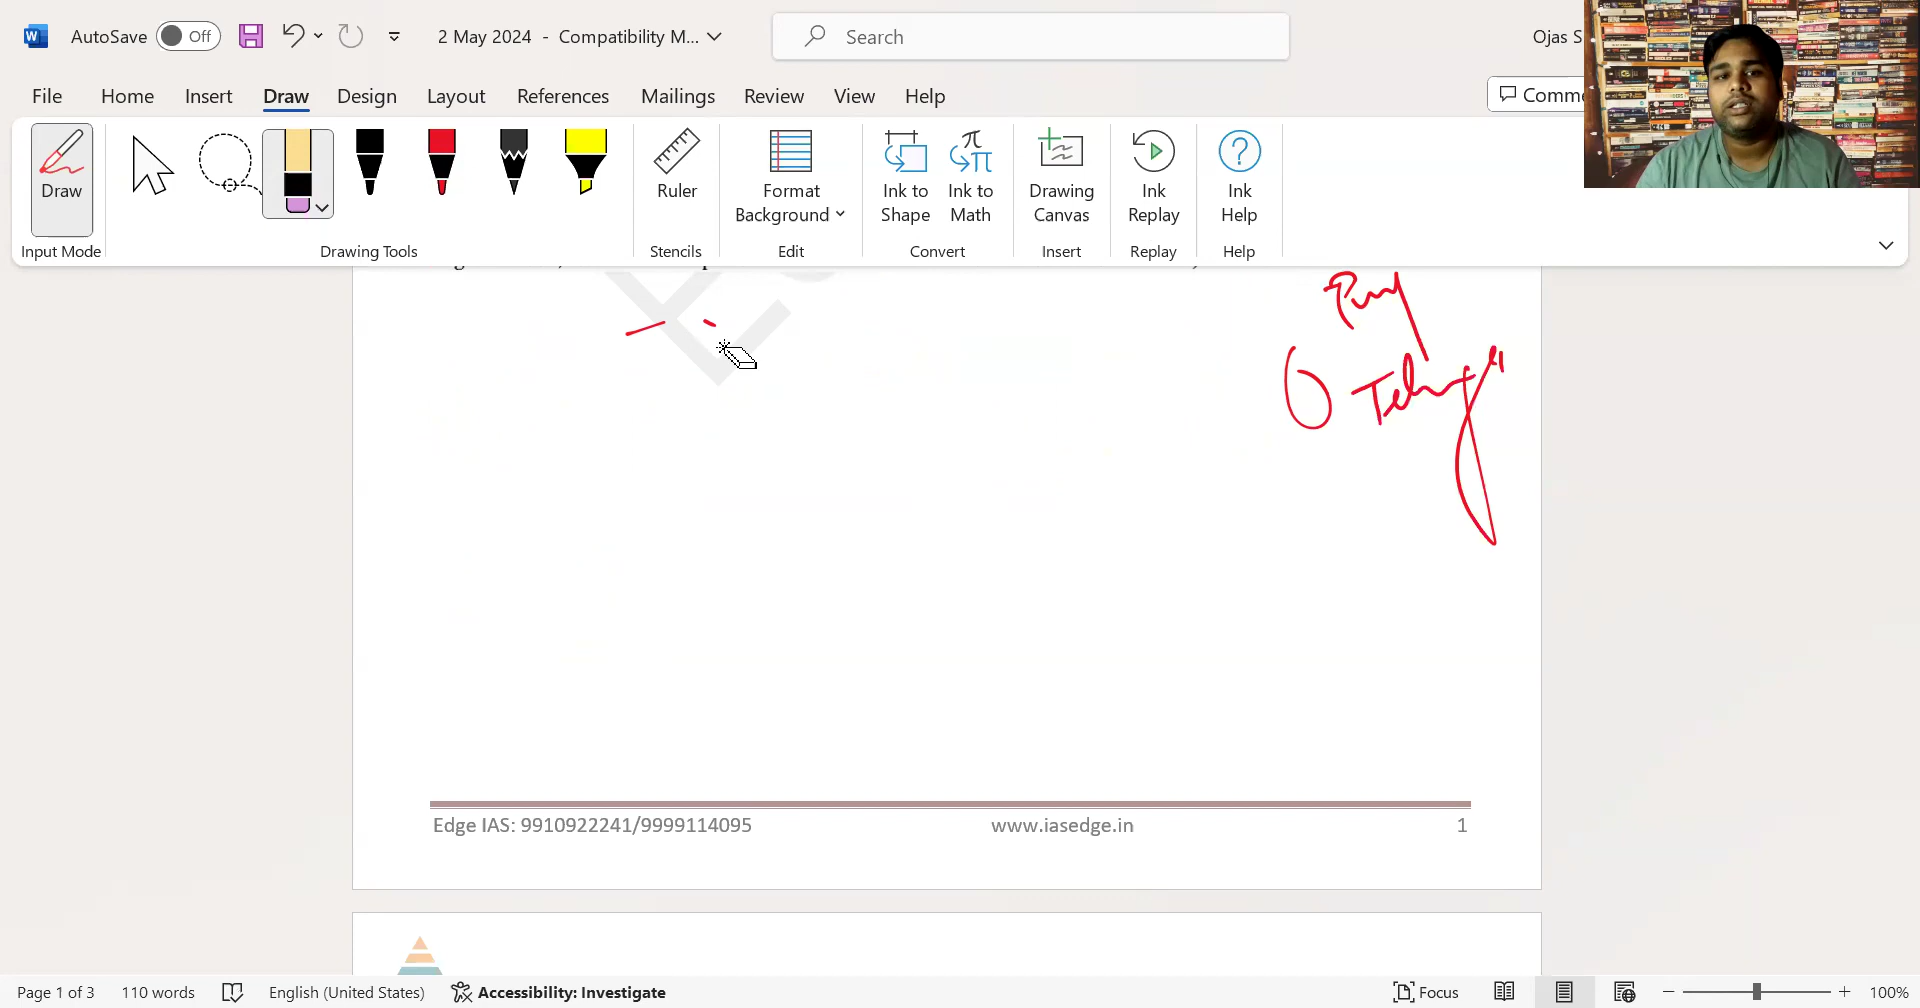 AutoSave Off 2 May 2024 - Compatibility M... Search Ojas S
File Home Insert Draw Design Layout References Mailings Review View Help Comme
Draw Ruler Format Background Ink to Shape Ink to Math Drawing Canvas Ink Replay Ink Help
Input Mode Drawing Tools Stencils Edit Convert Insert Replay Help
Edge IAS: 9910922241/9999114095 www.iasedge.in 1
Page 1 of 3 110 words English (United States) Accessibility: Investigate Focus 100%